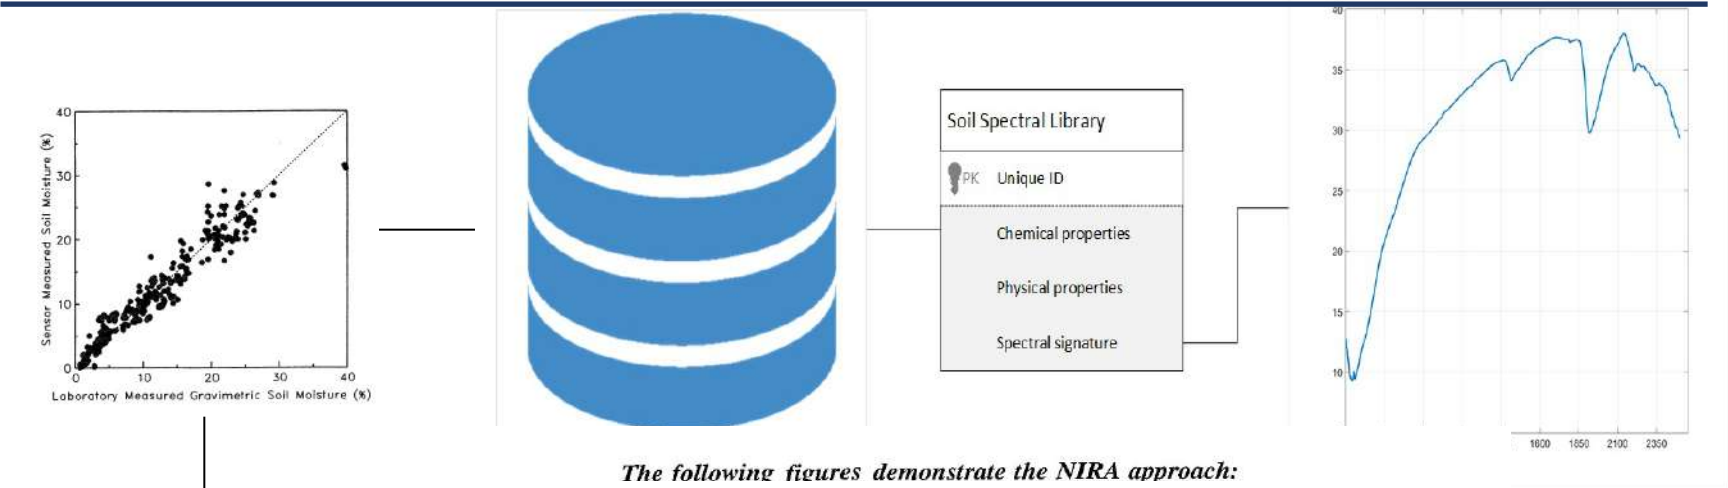 40
30
20
10
0
Sensor Measured Soil Moisture (%)
0 10 20 30 40
Laboratory Measured Gravimetric Soil Moisture (%)
Soil Spectral Library
PK Unique ID
Chemical properties
Physical properties
Spectral signature
40
35
30
25
20
15
10
1600 1850 2100 2350
The following figures demonstrate the NIRA approach: